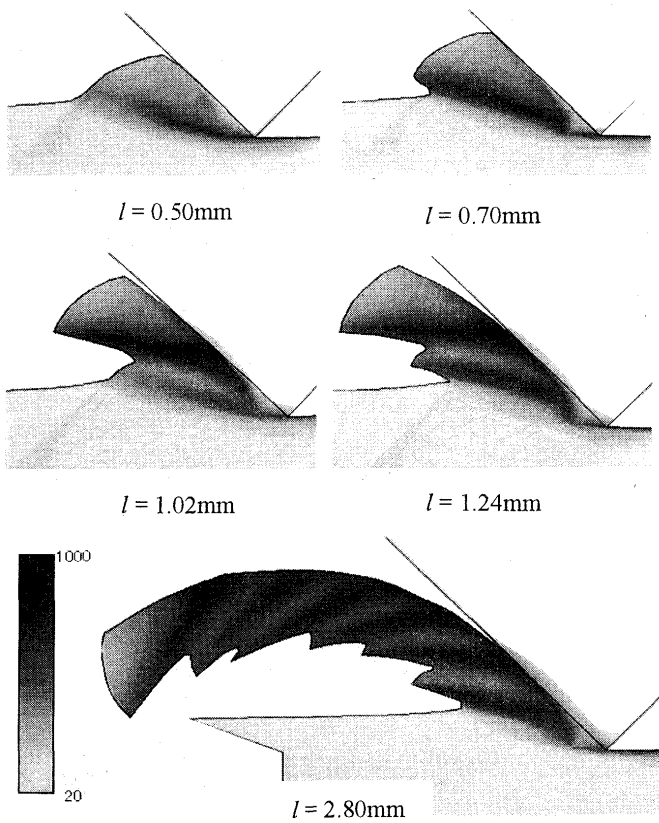 l = 0.50mm
l = 0.70mm
l = 1.02mm
l = 1.24mm
1000
20
l = 2.80mm